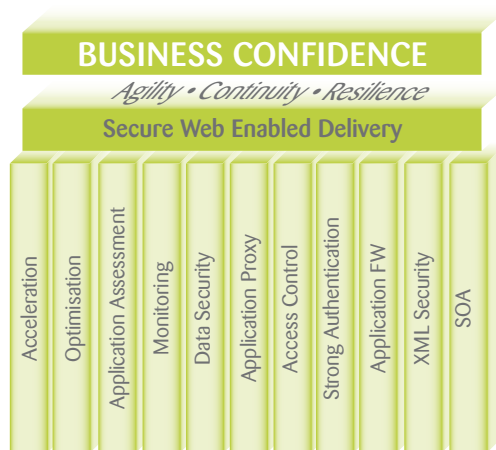 BUSINESS CONFIDENCE
Agility • Continuity • Resilience
Secure Web Enabled Delivery
Acceleration
Optimisation
Application Assessment
Monitoring
Data Security
Application Proxy
Access Control
Strong Authentication
Application FW
XML Security
SOA